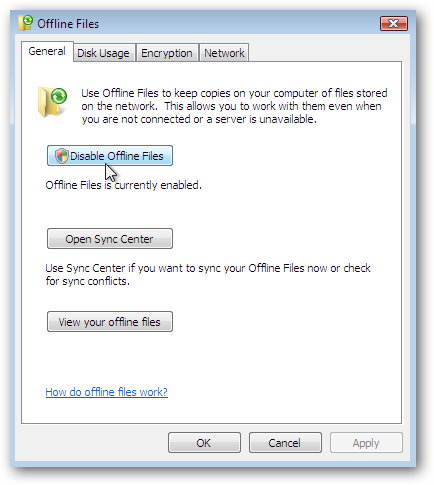 Offline Files
General Disk Usage Encryption Network
Use Offline Files to keep copies on your computer of files stored
on the network. This allows you to work with them even when
you are not connected or a server is unavailable.
Disable Offline Files
Offline Files is currently enabled.
Open Sync Center
Use Sync Center if you want to sync your Offline Files now or check
for sync conflicts.
View your offline files
How do offline files work?
OK Cancel Apply